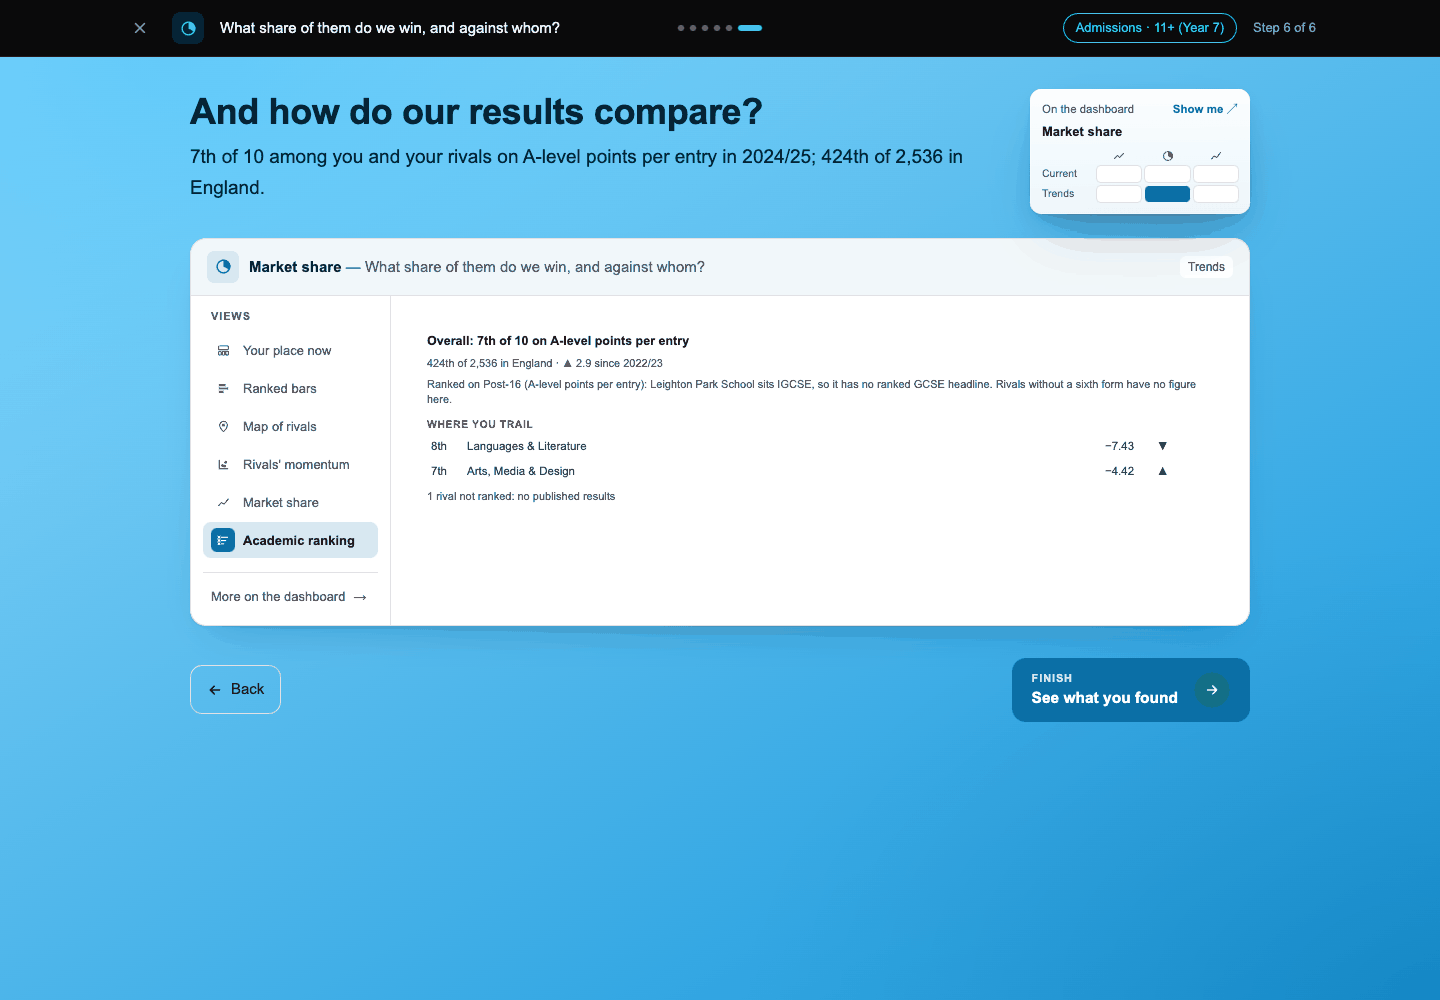 What share of them do we win, and against whom?
Admissions · 11+ (Year 7)
Step 6 of 6
And how do our results compare?
7th of 10 among you and your rivals on A-level points per entry in 2024/25; 424th of 2,536 in
England.
On the dashboard
Show me
Market share
Current
Trends
Market share — What share of them do we win, and against whom?
Trends
VIEWS
Your place now
Ranked bars
Map of rivals
Rivals' momentum
Market share
Academic ranking
More on the dashboard →
Overall: 7th of 10 on A-level points per entry
424th of 2,536 in England · ▲ 2.9 since 2022/23
Ranked on Post-16 (A-level points per entry): Leighton Park School sits IGCSE, so it has no ranked GCSE headline. Rivals without a sixth form have no figure
here.
WHERE YOU TRAIL
8th Languages & Literature −7.43 ▼
7th Arts, Media & Design −4.42 ▲
1 rival not ranked: no published results
← Back
FINISH
See what you found →